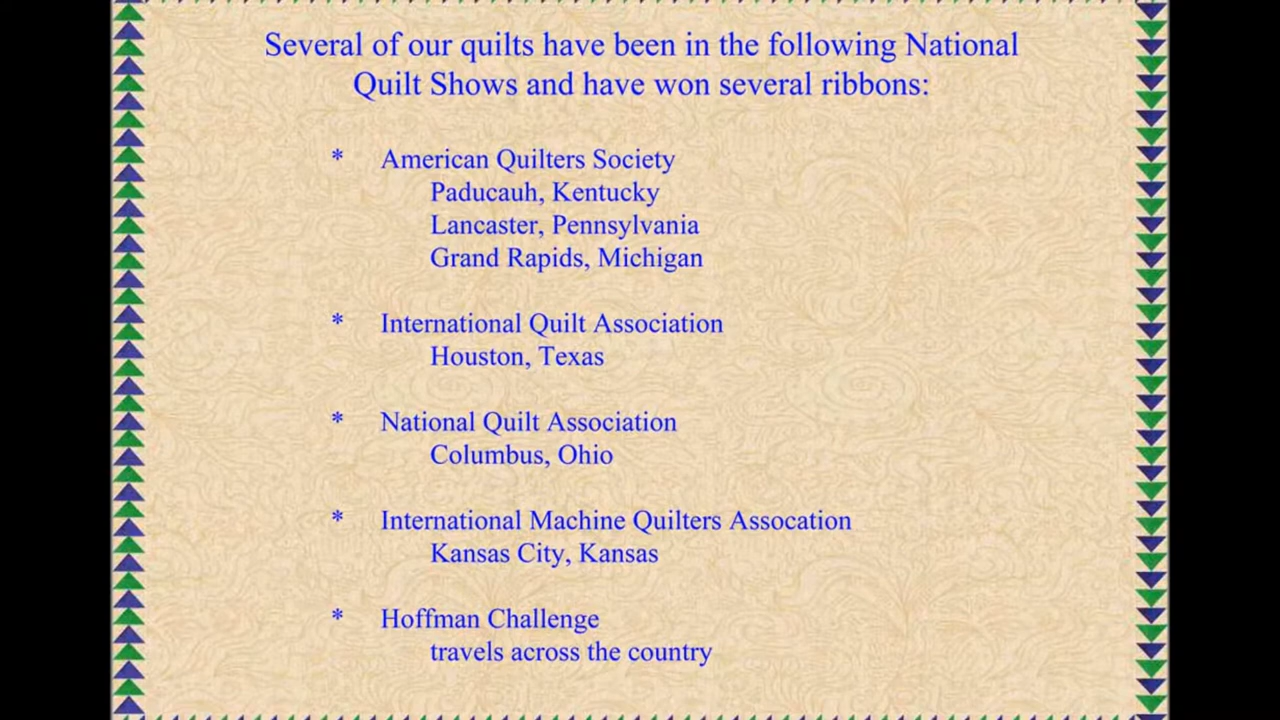 Several of our quilts have been in the following National
Quilt Shows and have won several ribbons:
* American Quilters Society
Paducauh, Kentucky
Lancaster, Pennsylvania
Grand Rapids, Michigan
* International Quilt Association
Houston, Texas
* National Quilt Association
Columbus, Ohio
* International Machine Quilters Assocation
Kansas City, Kansas
* Hoffman Challenge
travels across the country